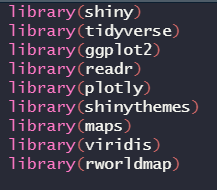 library(shiny)
library(tidyverse)
library(ggplot2)
library(readr)
library(plotly)
library(shinythemes)
library(maps)
library(viridis)
library(rworldmap)